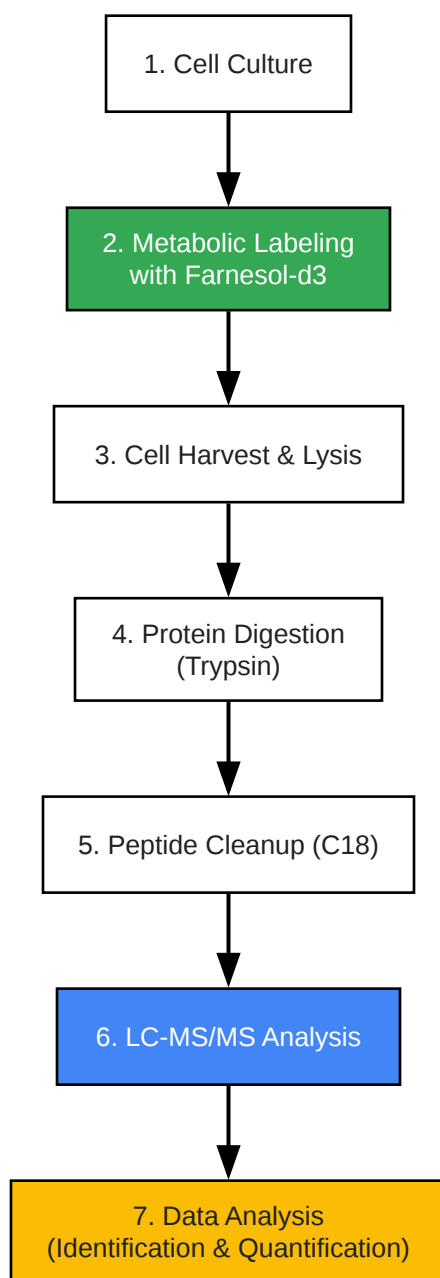 1. Cell Culture
2. Metabolic Labeling
with Farnesol-d3
3. Cell Harvest & Lysis
4. Protein Digestion
(Trypsin)
5. Peptide Cleanup (C18)
6. LC-MS/MS Analysis
7. Data Analysis
(Identification & Quantification)